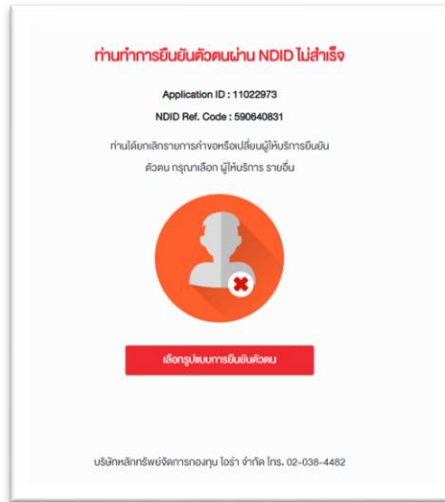 ท่านทำการยืนยันตัวตนผ่าน NDID ไม่สำเร็จ
Application ID : 11022973
NDID Ref. Code : 590640831
ท่านได้ยกเลิกรายการคำขอหรือเปลี่ยนผู้ให้บริการยืนยัน
ตัวตน กรุณาเลือก ผู้ให้บริการ รายอื่น
เลือกรูปแบบการยืนยันตัวตน
บริษัทหลักทรัพย์จัดการกองทุน ไอร่า จำกัด โทร. 02-038-4482